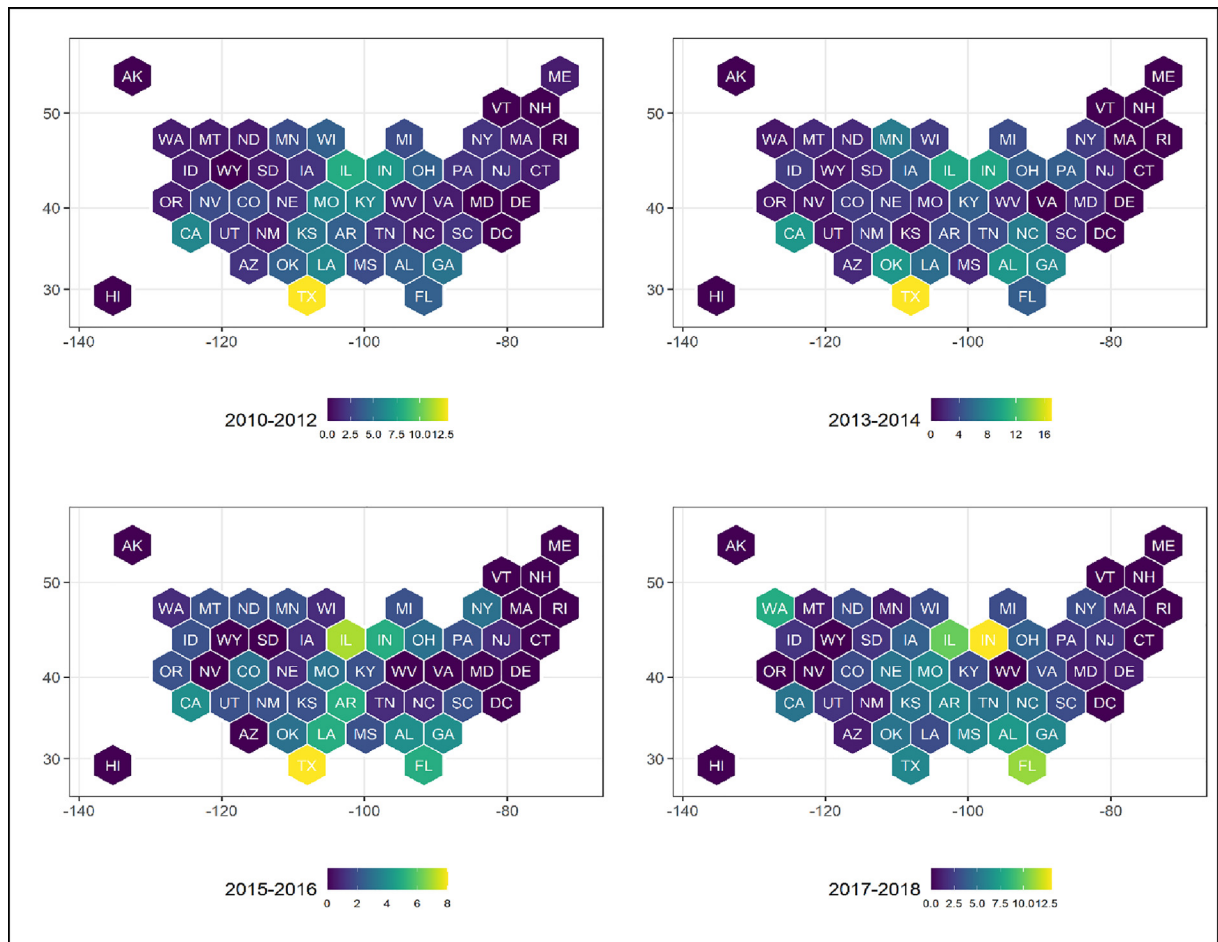 AK ME
VT NH
50
WA MT ND MN WI MI NY MA RI
ID WY SD IA IL IN OH PA NJ CT
40 OR NV CO NE MO KY WV VA MD DE
CA UT NM KS AR TN NC SC DC
AZ OK LA MS AL GA
30 HI TX FL
-140 -120 -100 -80
2010-2012
0.0 2.5 5.0 7.5 10.0 12.5
AK ME
VT NH
50
WA MT ND MN WI MI NY MA RI
ID WY SD IA IL IN OH PA NJ CT
40 OR NV CO NE MO KY WV VA MD DE
CA UT NM KS AR TN NC SC DC
AZ OK LA MS AL GA
30 HI TX FL
-140 -120 -100 -80
2013-2014
0 4 8 12 16
AK ME
50 VT NH
WA MT ND MN WI MI NY MA RI
ID WY SD IA IL IN OH PA NJ CT
40 OR NV CO NE MO KY WV VA MD DE
CA UT NM KS AR TN NC SC DC
AZ OK LA MS AL GA
30 HI TX FL
-140 -120 -100 -80
2015-2016
0 2 4 6 8
AK ME
50 VT NH
WA MT ND MN WI MI NY MA RI
ID WY SD IA IL IN OH PA NJ CT
40 OR NV CO NE MO KY WV VA MD DE
CA UT NM KS AR TN NC SC DC
AZ OK LA MS AL GA
30 HI TX FL
-140 -120 -100 -80
2017-2018
0.0 2.5 5.0 7.5 10.0 12.5